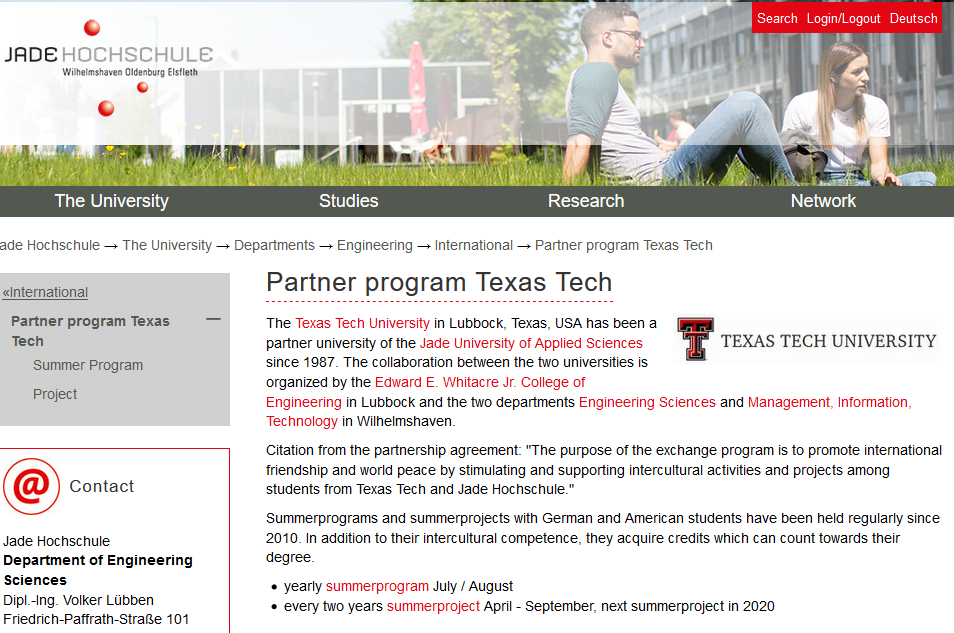 Search Login/Logout Deutsch
JADE HOCHSCHULE
Wilhelmshaven Oldenburg Elsfleth
The University Studies Research Network
ade Hochschule → The University → Departments → Engineering → International → Partner program Texas Tech
«International
Partner program Texas
Tech
Summer Program
Project
@ Contact
Jade Hochschule
Department of Engineering
Sciences
Dipl.-Ing. Volker Lübben
Friedrich-Paffrath-Straße 101
Partner program Texas Tech
The Texas Tech University in Lubbock, Texas, USA has been a
partner university of the Jade University of Applied Sciences
since 1987. The collaboration between the two universities is
organized by the Edward E. Whitacre Jr. College of
Engineering in Lubbock and the two departments Engineering Sciences and Management, Information,
Technology in Wilhelmshaven.
T TEXAS TECH UNIVERSITY
Citation from the partnership agreement: "The purpose of the exchange program is to promote international
friendship and world peace by stimulating and supporting intercultural activities and projects among
students from Texas Tech and Jade Hochschule."
Summerprograms and summerprojects with German and American students have been held regularly since
2010. In addition to their intercultural competence, they acquire credits which can count towards their
degree.
• yearly summerprogram July / August
• every two years summerproject April - September, next summerproject in 2020